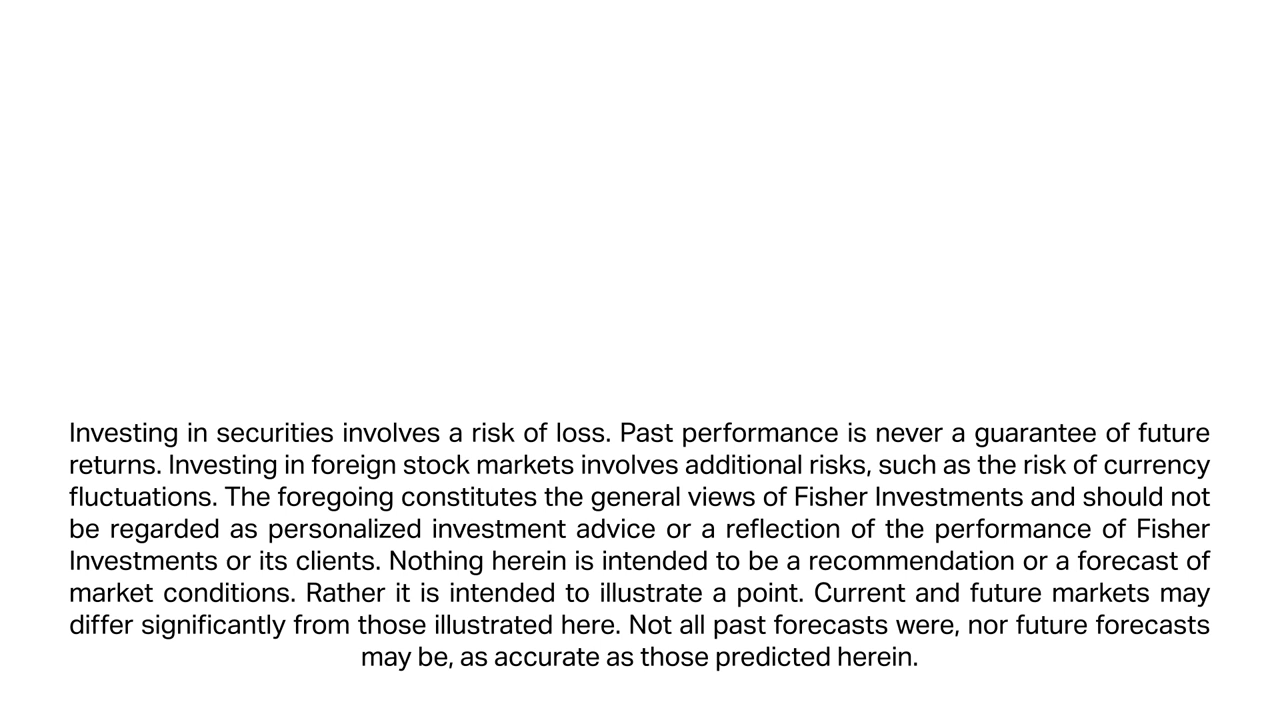 Investing in securities involves a risk of loss. Past performance is never a guarantee of future
returns. Investing in foreign stock markets involves additional risks, such as the risk of currency
fluctuations. The foregoing constitutes the general views of Fisher Investments and should not
be regarded as personalized investment advice or a reflection of the performance of Fisher
Investments or its clients. Nothing herein is intended to be a recommendation or a forecast of
market conditions. Rather it is intended to illustrate a point. Current and future markets may
differ significantly from those illustrated here. Not all past forecasts were, nor future forecasts
may be, as accurate as those predicted herein.